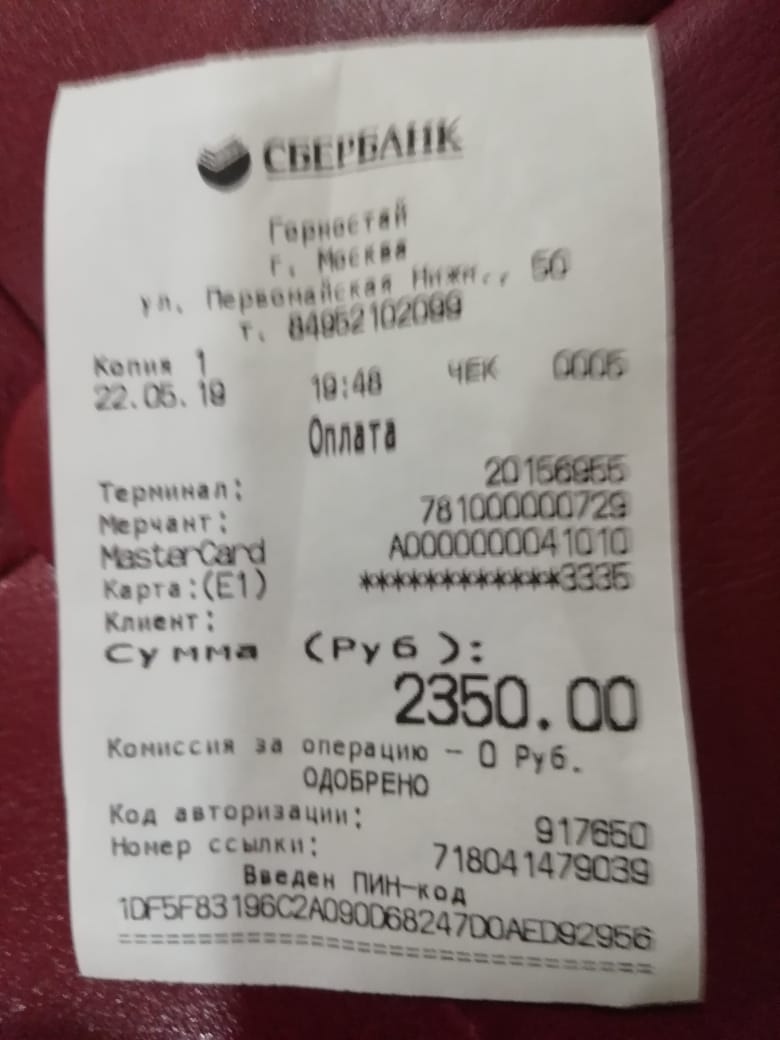 СБЕРБАНК
Горностай
г. Москва
ул. Первомайская Нижн., 50
т. 84952102099
Копия 1
22.05.19 19:48 ЧЕК 0005
Оплата
Терминал: 20156955
Мерчант: 781000000729
MasterCard A0000000041010
Карта:(E1) ************3335
Клиент:
Сумма (Руб):
2350.00
Комиссия за операцию - 0 Руб.
ОДОБРЕНО
Код авторизации: 917650
Номер ссылки: 718041479039
Введен ПИН-код
1DF5F83196C2A090D68247D0AED92956
================================